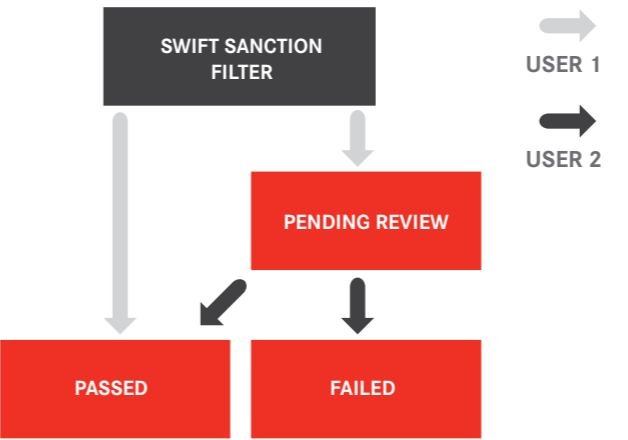 SWIFT SANCTION
FILTER
USER 1
USER 2
PENDING REVIEW
PASSED
FAILED